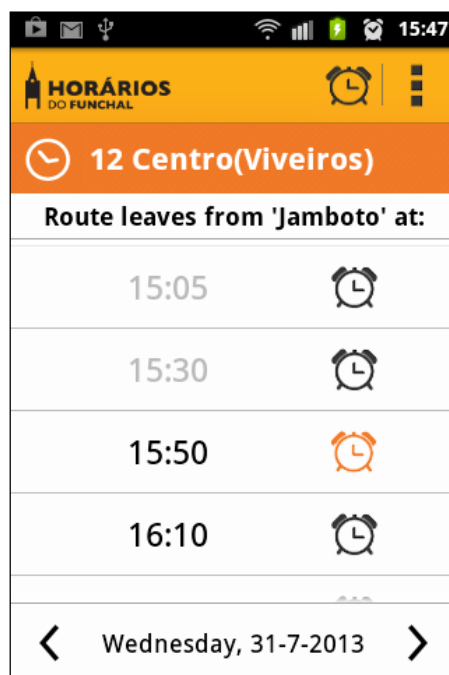 15:47
HORÁRIOS
DO FUNCHAL
12 Centro(Viveiros)
Route leaves from 'Jamboto' at:
15:05
15:30
15:50
16:10
Wednesday, 31-7-2013